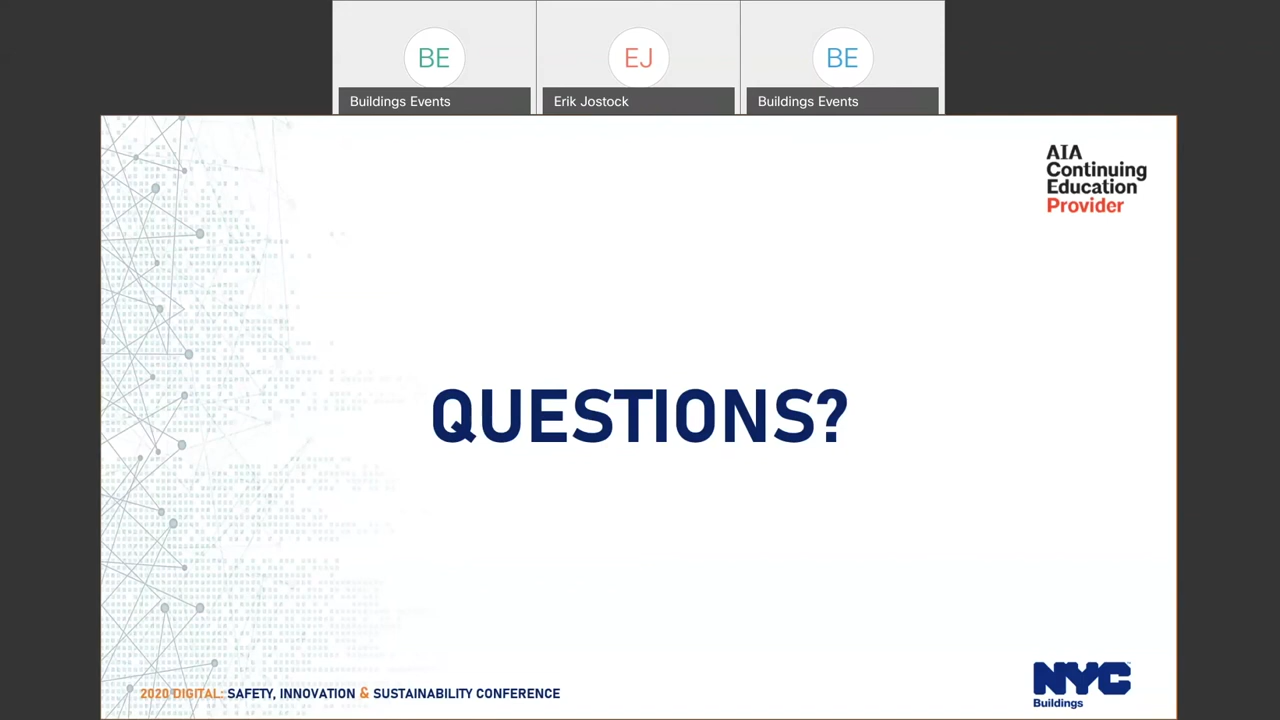 BE
EJ
BE
Buildings Events
Erik Jostock
Buildings Events
AIA
Continuing
Education
Provider
QUESTIONS?
2020 DIGITAL: SAFETY, INNOVATION & SUSTAINABILITY CONFERENCE
NYC
Buildings